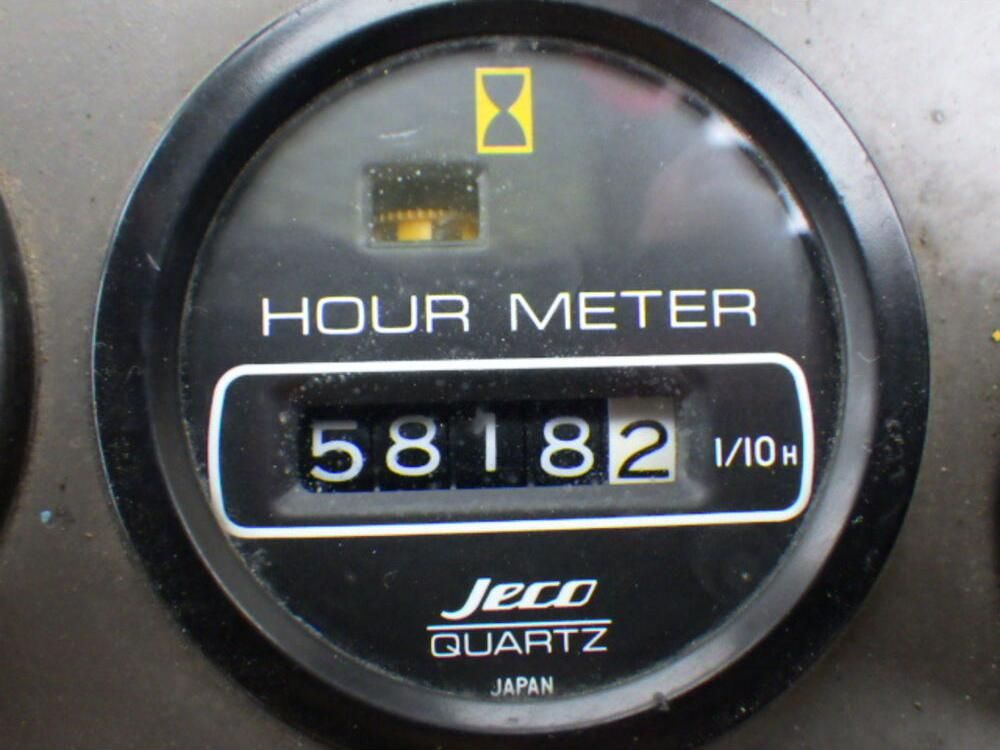 HOUR METER
58182 1/10H
Jeco
QUARTZ
JAPAN